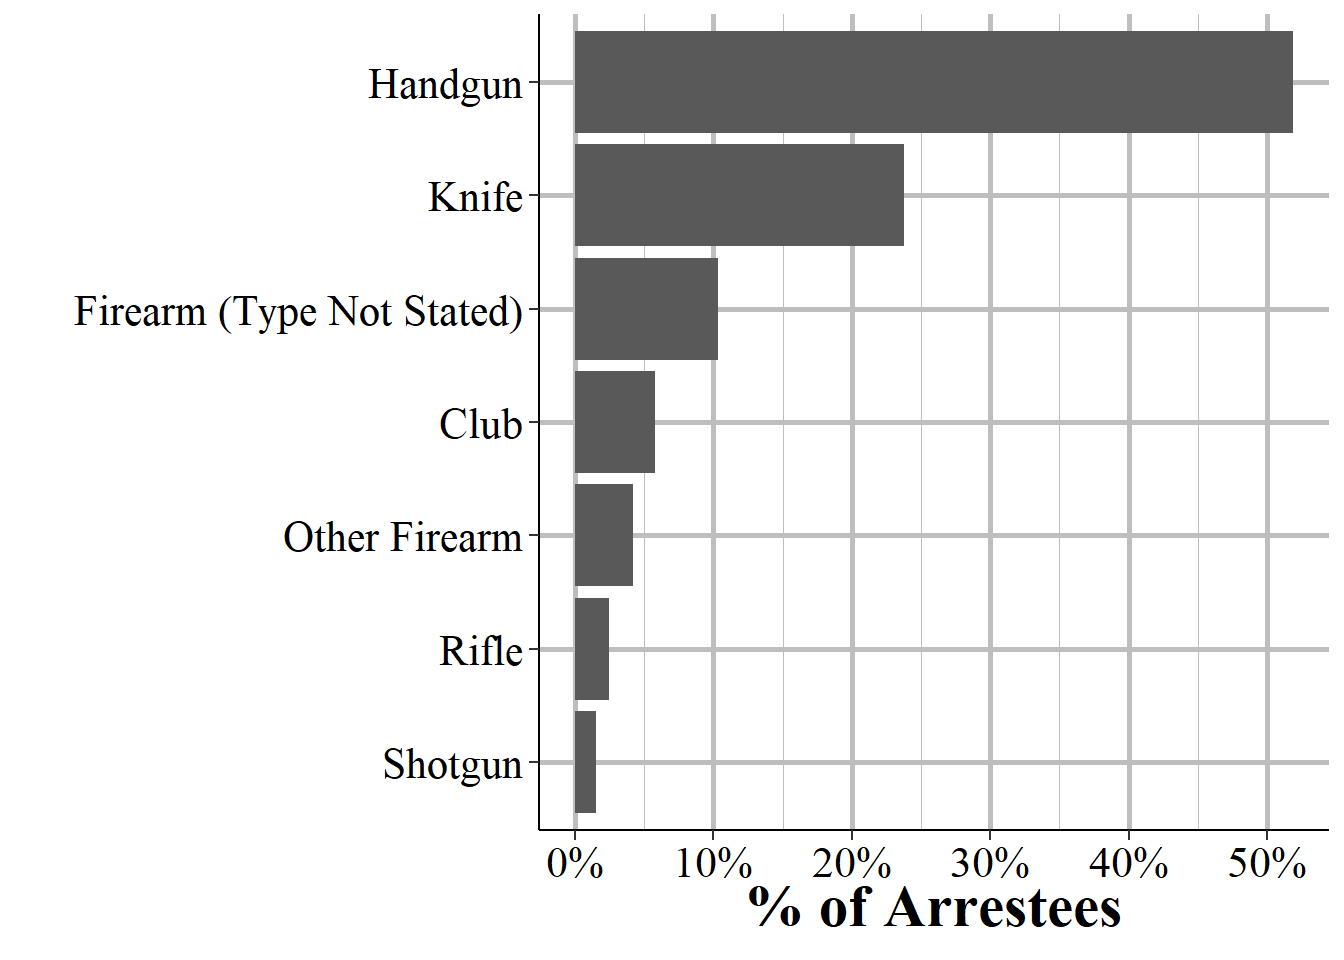 Handgun
Knife
Firearm (Type Not Stated)
Club
Other Firearm
Rifle
Shotgun
0% 10% 20% 30% 40% 50%
% of Arrestees